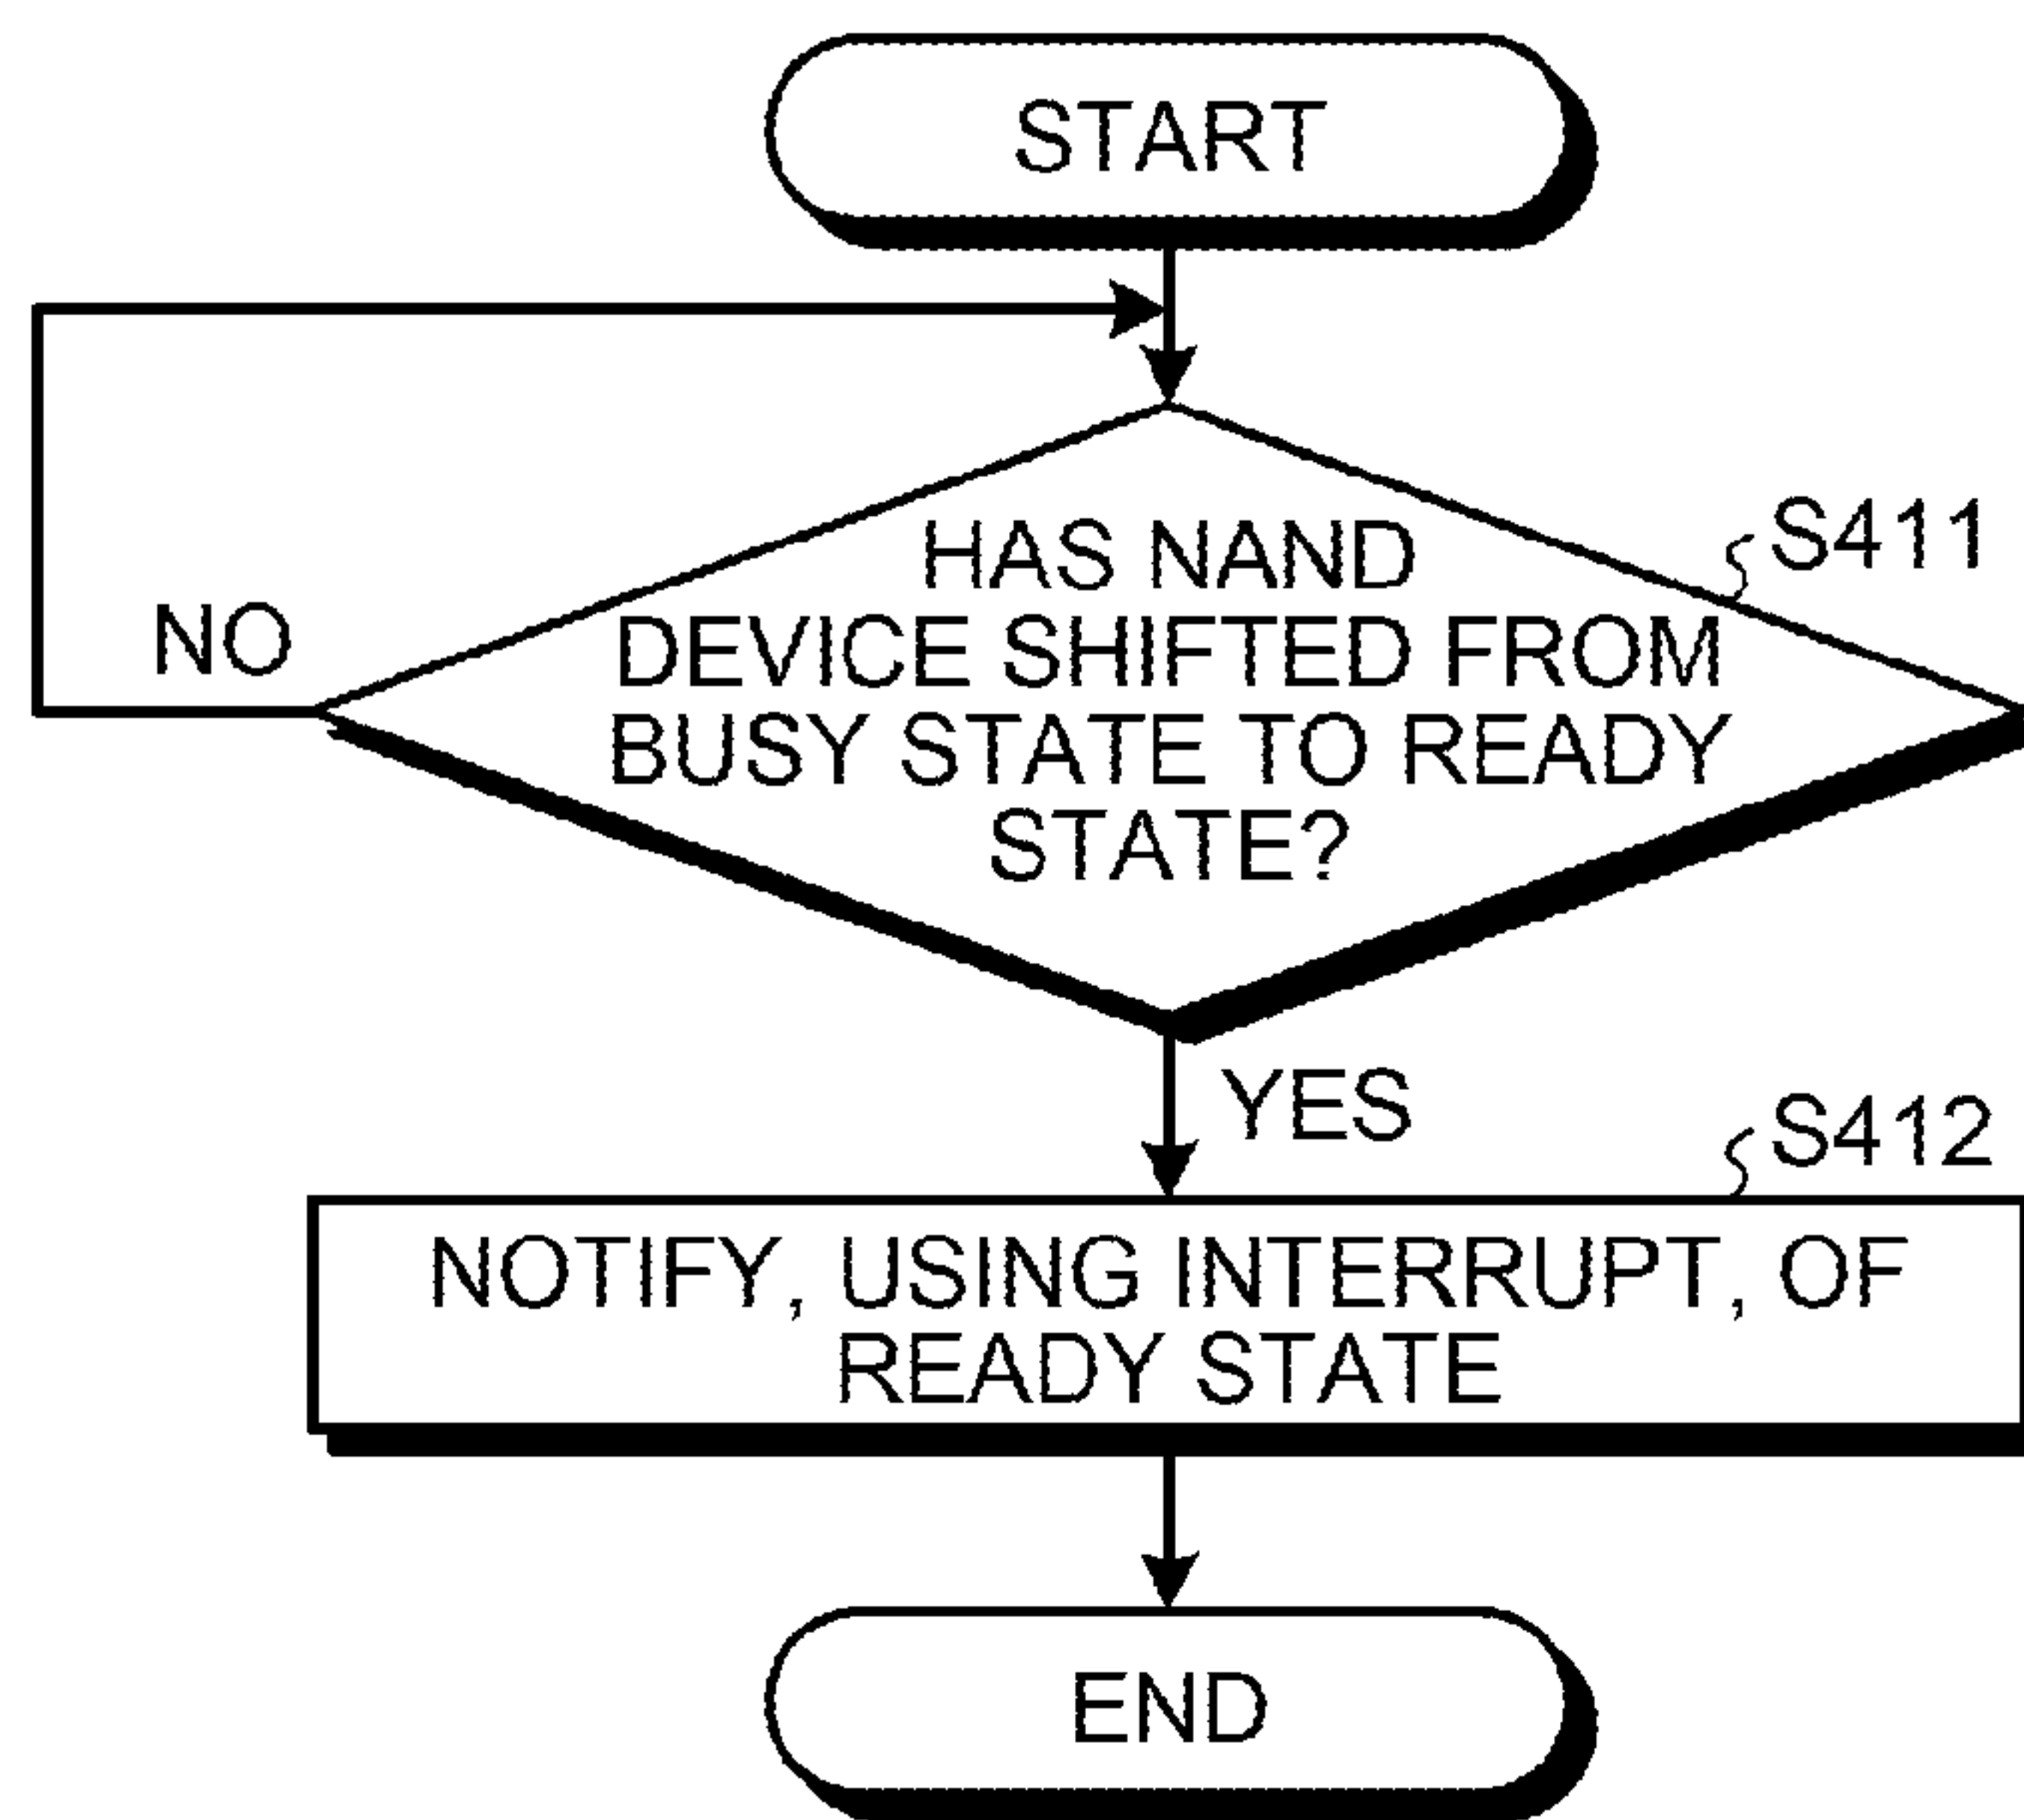 START
HAS NAND
S411
DEVICE SHIFTED FROM
NO
BUSY STATE TO READY
STATE?
YES
S412
NOTIFY, USING INTERRUPT, OF
READY STATE
END